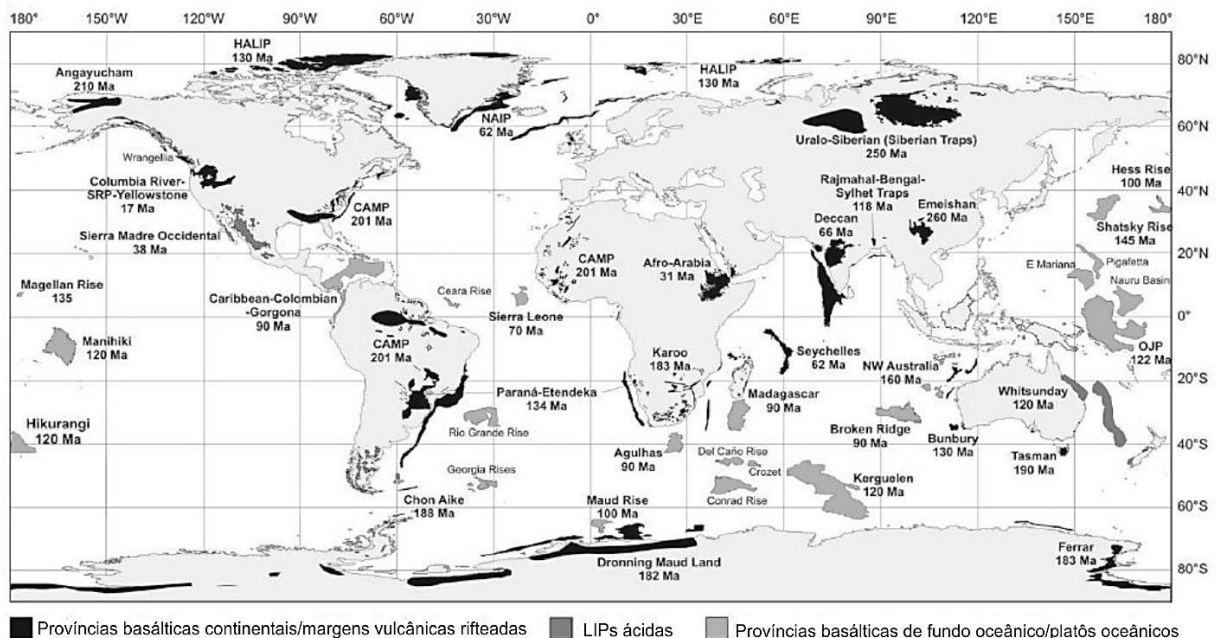 180° 150°W 120°W 90°W 60°W 30°W 0° 30°E 60°E 90°E 120°E 150°E 180°
80°N
60°N
40°N
20°N
0°
20°S
40°S
60°S
80°S
HALIP
130 Ma
Angayucham
210 Ma
HALIP
130 Ma
NAIP
62 Ma
Uralo-Siberian (Siberian Traps)
250 Ma
Wrangellia
Columbia River-
SRP-Yellowstone
17 Ma
CAMP
201 Ma
Sierra Madre Occidental
38 Ma
Rajmahal-Bengal-
Sylhet Traps
118 Ma
Emeishan
260 Ma
Deccan
66 Ma
Hess Rise
100 Ma
Shatsky Rise
145 Ma
CAMP
201 Ma
Afro-Arabia
31 Ma
E Mariana
Pigafetta
Nauru Basin
Magellan Rise
135
Caribbean-Colombian
-Gorgona
90 Ma
Ceara Rise
Sierra Leone
70 Ma
Manihiki
120 Ma
CAMP
201 Ma
OJP
122 Ma
Karoo
183 Ma
Seychelles
62 Ma
NW Australia
160 Ma
Paraná-Etendeka
134 Ma
Madagascar
90 Ma
Whitsunday
120 Ma
Hikurangi
120 Ma
Rio Grande Rise
Broken Ridge
90 Ma
Bunbury
130 Ma
Agulhas
90 Ma
Del Caño Rise
Crozet
Tasman
190 Ma
Georgia Rises
Conrad Rise
Kerguelen
120 Ma
Chon Aike
188 Ma
Maud Rise
100 Ma
Dronning Maud Land
182 Ma
Ferrar
183 Ma
Províncias basálticas continentais/margens vulcânicas rifteadas
LIPs ácidas
Províncias basálticas de fundo oceânico/platôs oceânicos